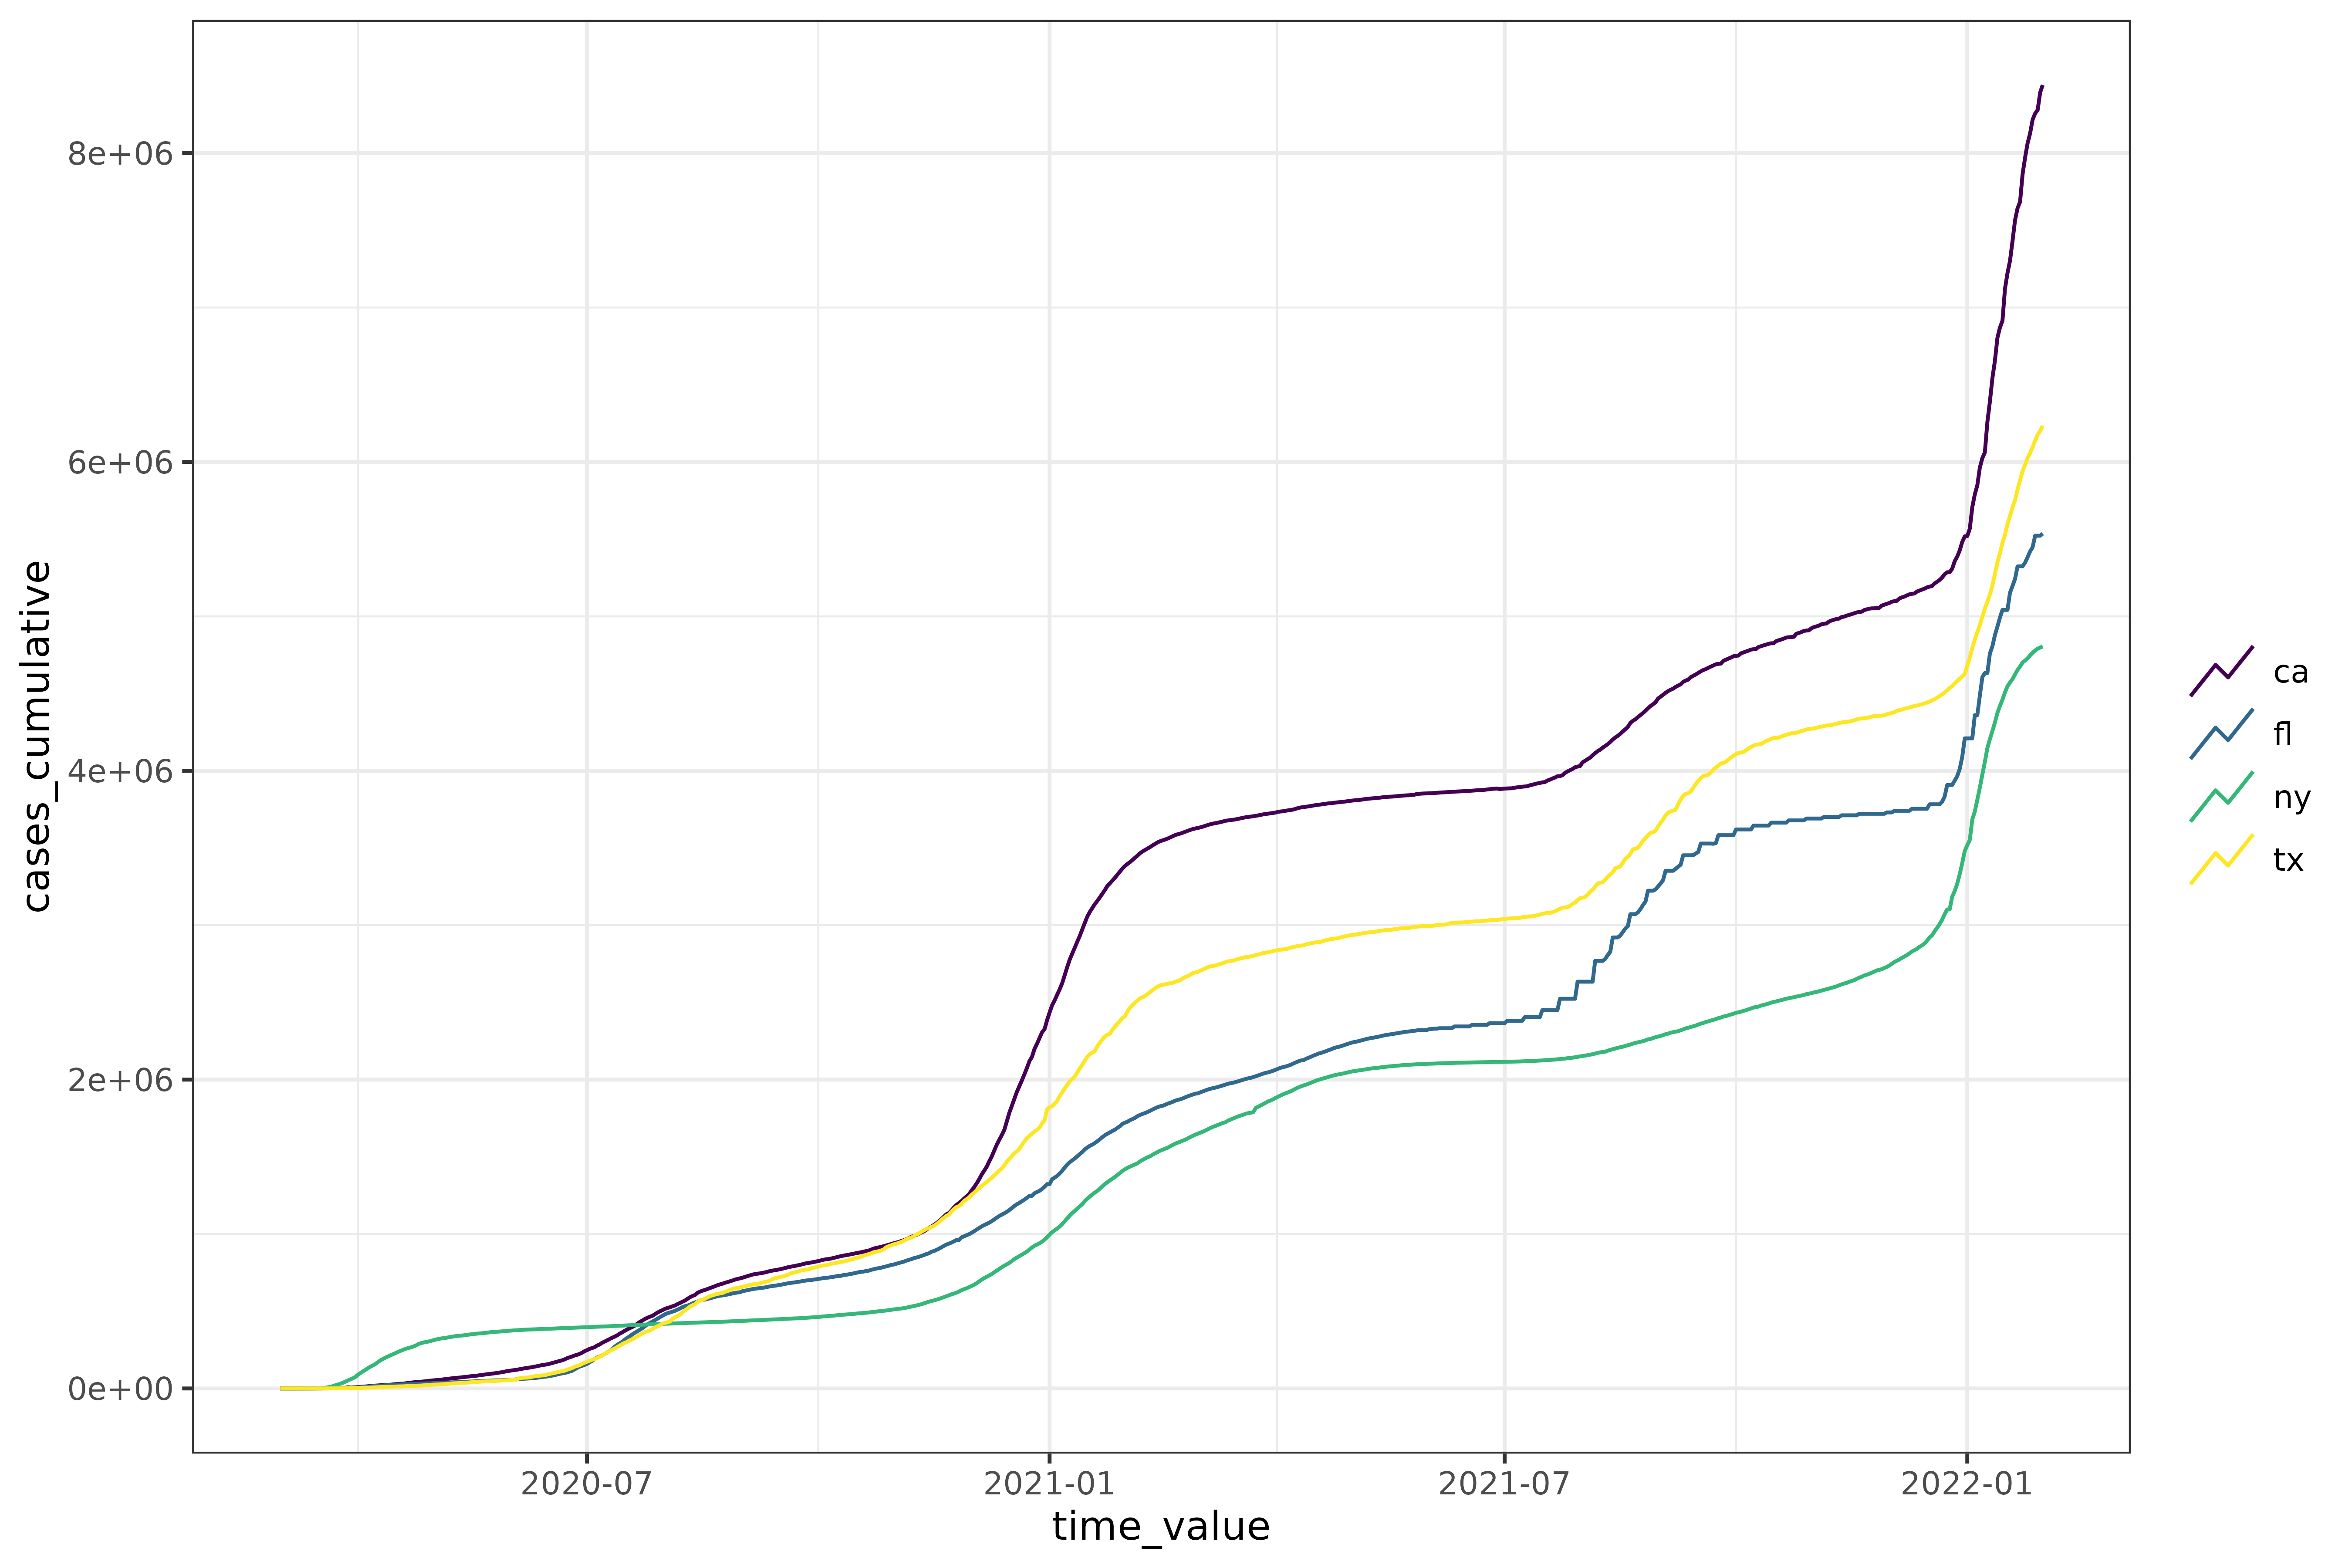 cases_cumulative
8e+06
6e+06
4e+06
2e+06
0e+00
2020-07
2021-01
2021-07
2022-01
time_value
ca
fl
ny
tx